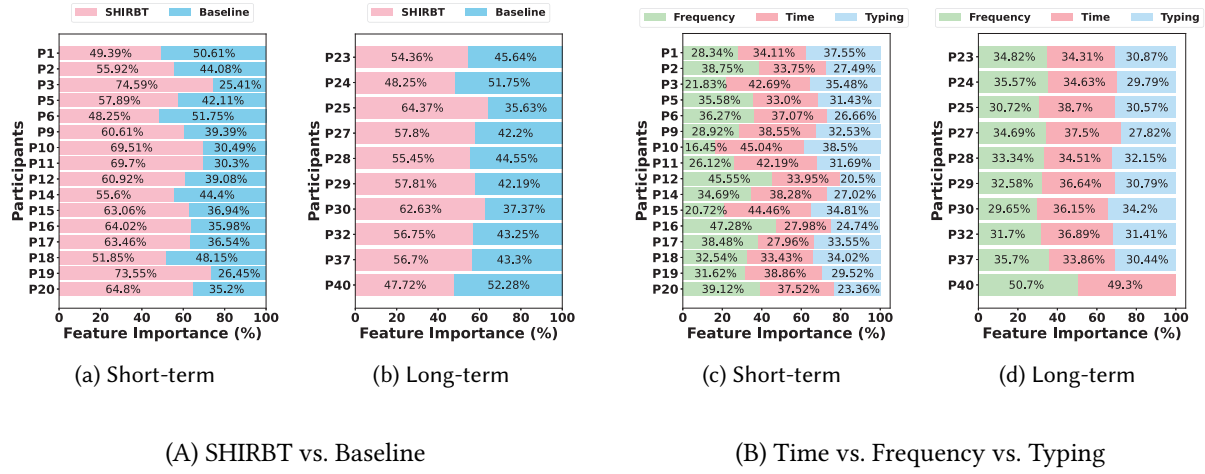 SHIRBT Baseline
Participants
P1 49.39% 50.61%
P2 55.92% 44.08%
P3 74.59% 25.41%
P5 57.89% 42.11%
P6 48.25% 51.75%
P9 60.61% 39.39%
P10 69.51% 30.49%
P11 69.7% 30.3%
P12 60.92% 39.08%
P14 55.6% 44.4%
P15 63.06% 36.94%
P16 64.02% 35.98%
P17 63.46% 36.54%
P18 51.85% 48.15%
P19 73.55% 26.45%
P20 64.8% 35.2%
0 20 40 60 80 100
Feature Importance (%)
(a) Short-term
SHIRBT Baseline
Participants
P23 54.36% 45.64%
P24 48.25% 51.75%
P25 64.37% 35.63%
P27 57.8% 42.2%
P28 55.45% 44.55%
P29 57.81% 42.19%
P30 62.63% 37.37%
P32 56.75% 43.25%
P37 56.7% 43.3%
P40 47.72% 52.28%
0 20 40 60 80 100
Feature Importance (%)
(b) Long-term
(A) SHIRBT vs. Baseline
Frequency Time Typing
Participants
P1 28.34% 34.11% 37.55%
P2 38.75% 33.75% 27.49%
P3 21.83% 42.69% 35.48%
P5 35.58% 33.0% 31.43%
P6 36.27% 37.07% 26.66%
P9 28.92% 38.55% 32.53%
P10 16.45% 45.04% 38.5%
P11 26.12% 42.19% 31.69%
P12 45.55% 33.95% 20.5%
P14 34.69% 38.28% 27.02%
P15 20.72% 44.46% 34.81%
P16 47.28% 27.98% 24.74%
P17 38.48% 27.96% 33.55%
P18 32.54% 33.43% 34.02%
P19 31.62% 38.86% 29.52%
P20 39.12% 37.52% 23.36%
0 20 40 60 80 100
Feature Importance (%)
(c) Short-term
Frequency Time Typing
Participants
P23 34.82% 34.31% 30.87%
P24 35.57% 34.63% 29.79%
P25 30.72% 38.7% 30.57%
P27 34.69% 37.5% 27.82%
P28 33.34% 34.51% 32.15%
P29 32.58% 36.64% 30.79%
P30 29.65% 36.15% 34.2%
P32 31.7% 36.89% 31.41%
P37 35.7% 33.86% 30.44%
P40 50.7% 49.3%
0 20 40 60 80 100
Feature Importance (%)
(d) Long-term
(B) Time vs. Frequency vs. Typing